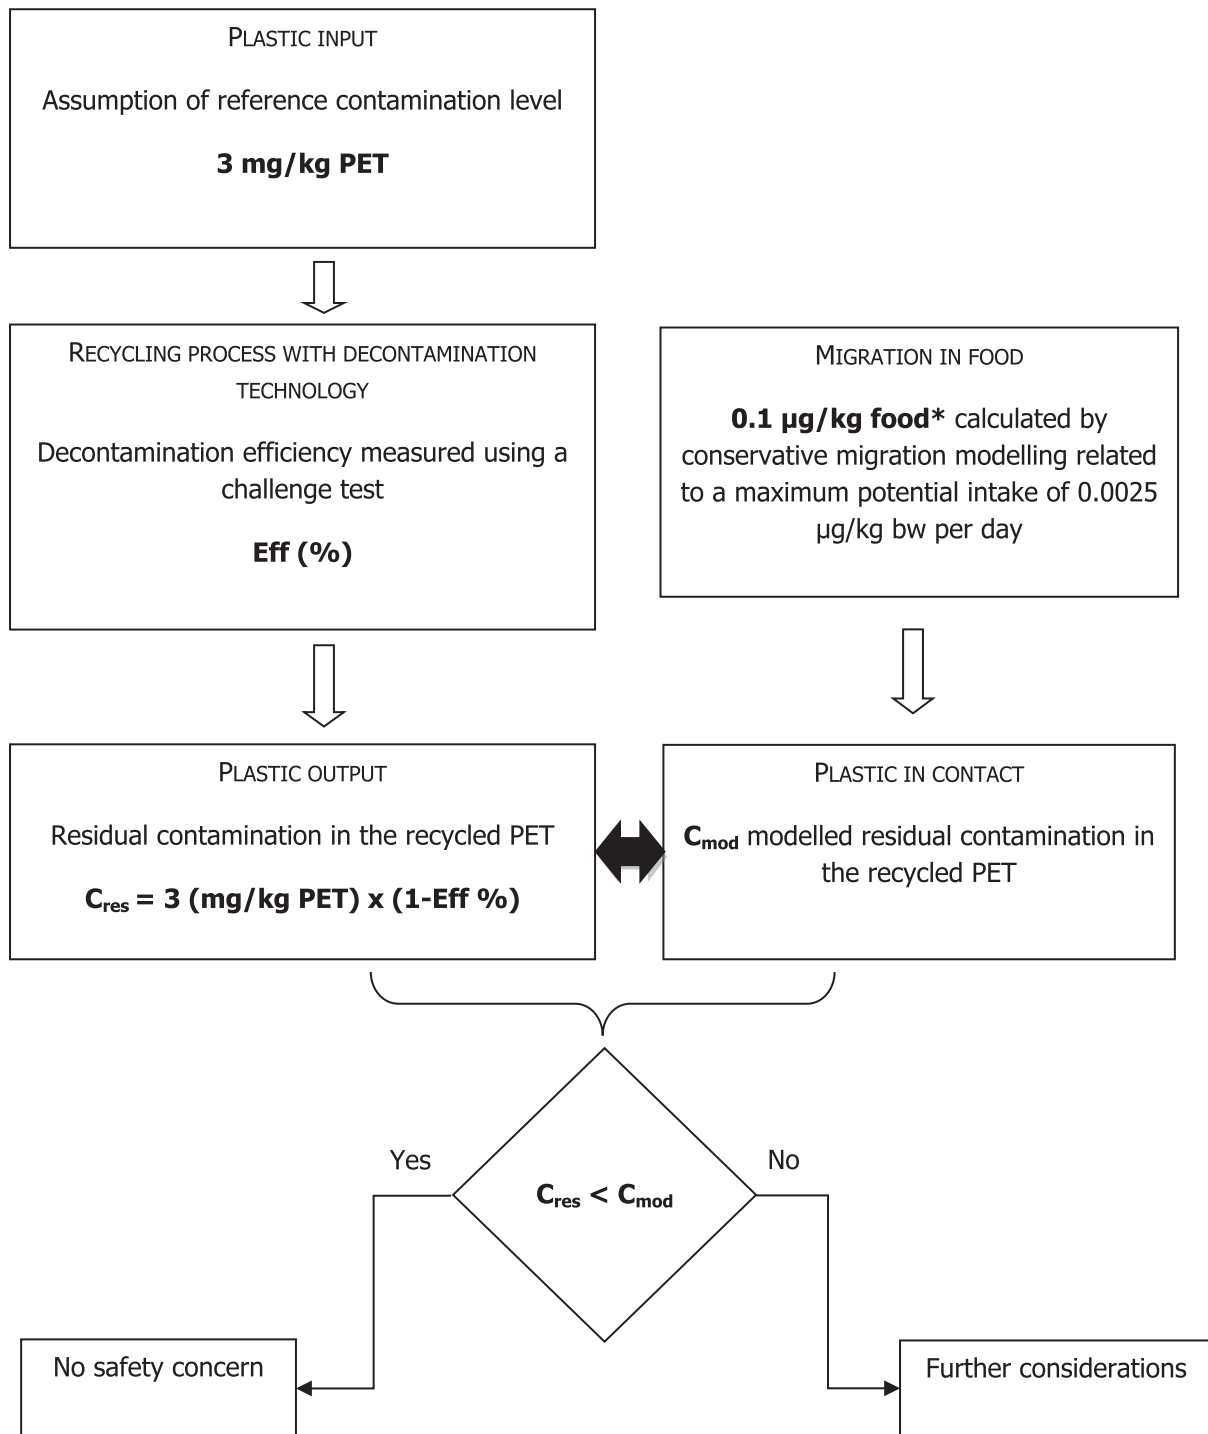 PLASTIC INPUT
Assumption of reference contamination level
3 mg/kg PET
RECYCLING PROCESS WITH DECONTAMINATION
TECHNOLOGY
Decontamination efficiency measured using a
challenge test
Eff (%)
MIGRATION IN FOOD
0.1 µg/kg food* calculated by
conservative migration modelling related
to a maximum potential intake of 0.0025
µg/kg bw per day
PLASTIC OUTPUT
Residual contamination in the recycled PET
Cres = 3 (mg/kg PET) x (1-Eff %)
PLASTIC IN CONTACT
Cmod modelled residual contamination in
the recycled PET
Yes
No
Cres < Cmod
No safety concern
Further considerations